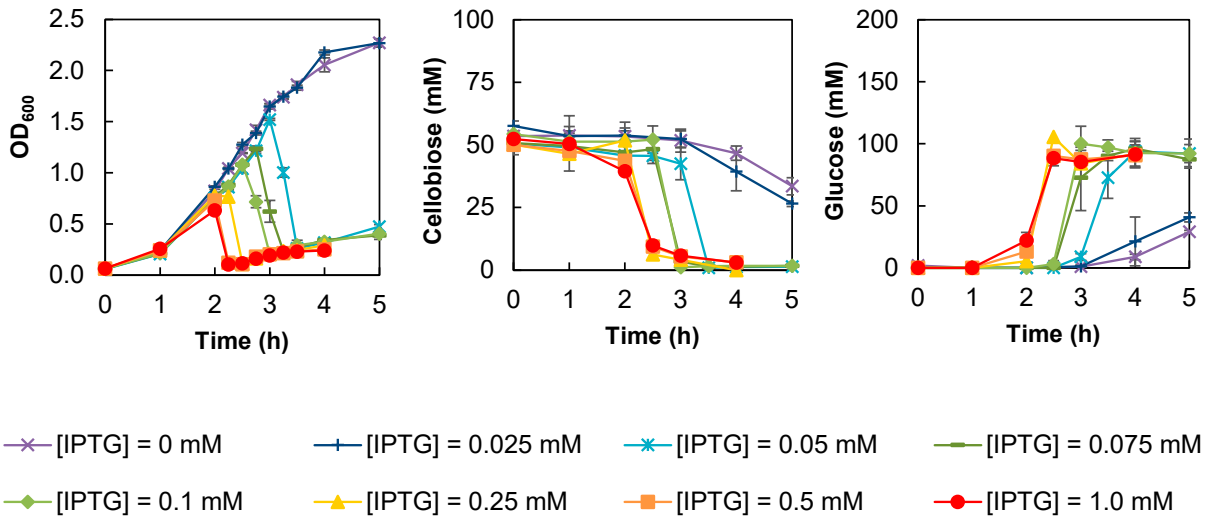 OD600
2.5
2.0
1.5
1.0
0.5
0.0
0 1 2 3 4 5
Time (h)
Cellobiose (mM)
100
75
50
25
0
0 1 2 3 4 5
Time (h)
Glucose (mM)
200
150
100
50
0
0 1 2 3 4 5
Time (h)
[IPTG] = 0 mM [IPTG] = 0.025 mM [IPTG] = 0.05 mM [IPTG] = 0.075 mM
[IPTG] = 0.1 mM [IPTG] = 0.25 mM [IPTG] = 0.5 mM [IPTG] = 1.0 mM